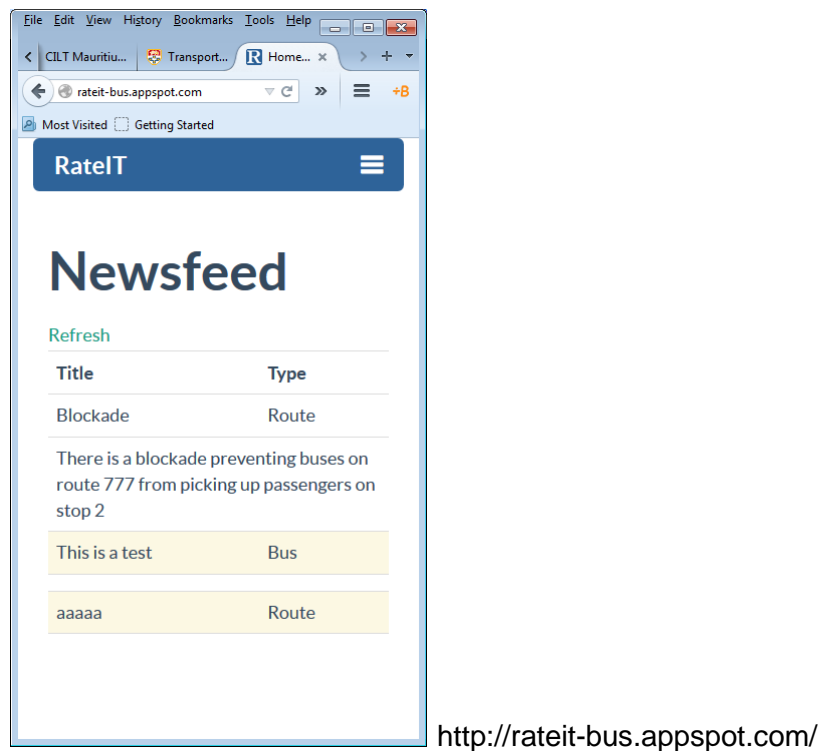 File Edit View History Bookmarks Tools Help
CILT Mauritiu... Transport... R Home... × > + 
rateit-bus.appspot.com » +B
Most Visited Getting Started
RateIT
Newsfeed
Refresh
Title Type
Blockade Route
There is a blockade preventing buses on
route 777 from picking up passengers on
stop 2
This is a test Bus
aaaaa Route
http://rateit-bus.appspot.com/